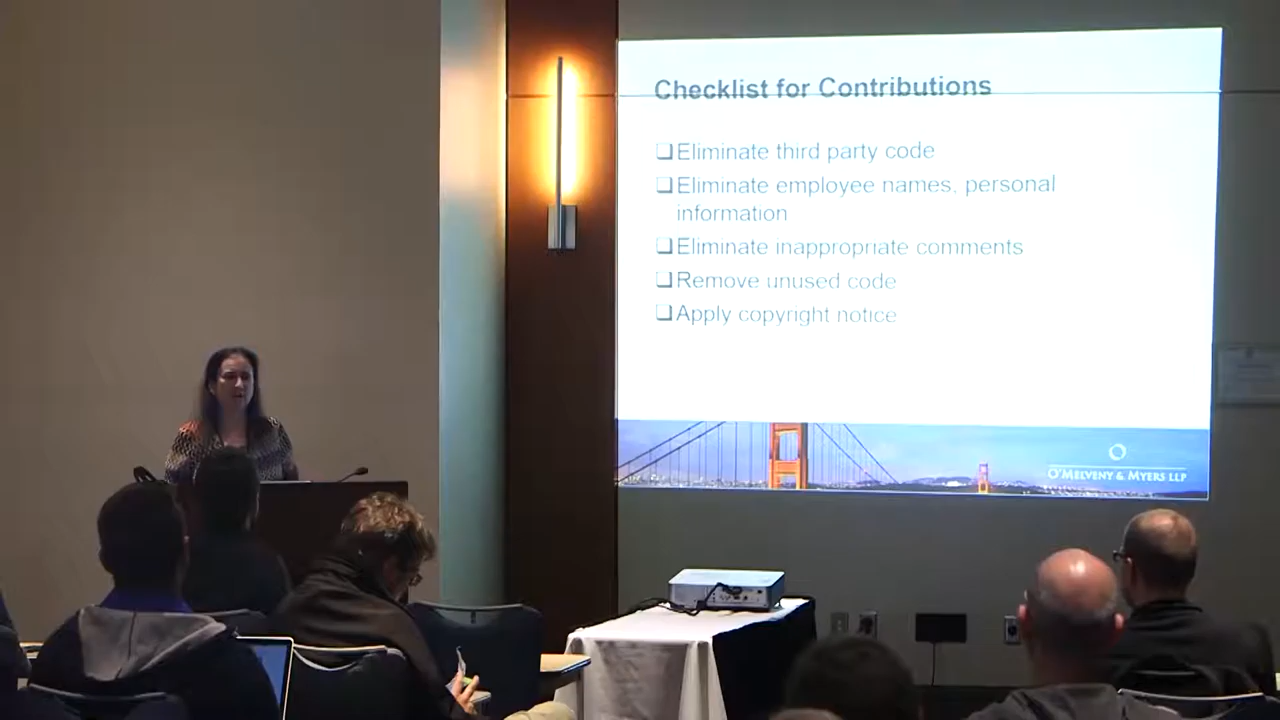 Checklist for Contributions
❑Eliminate third party code
❑Eliminate employee names, personal
information
❑Eliminate inappropriate comments
❑Remove unused code
❑Apply copyright notice
O'MELVENY & MYERS LLP